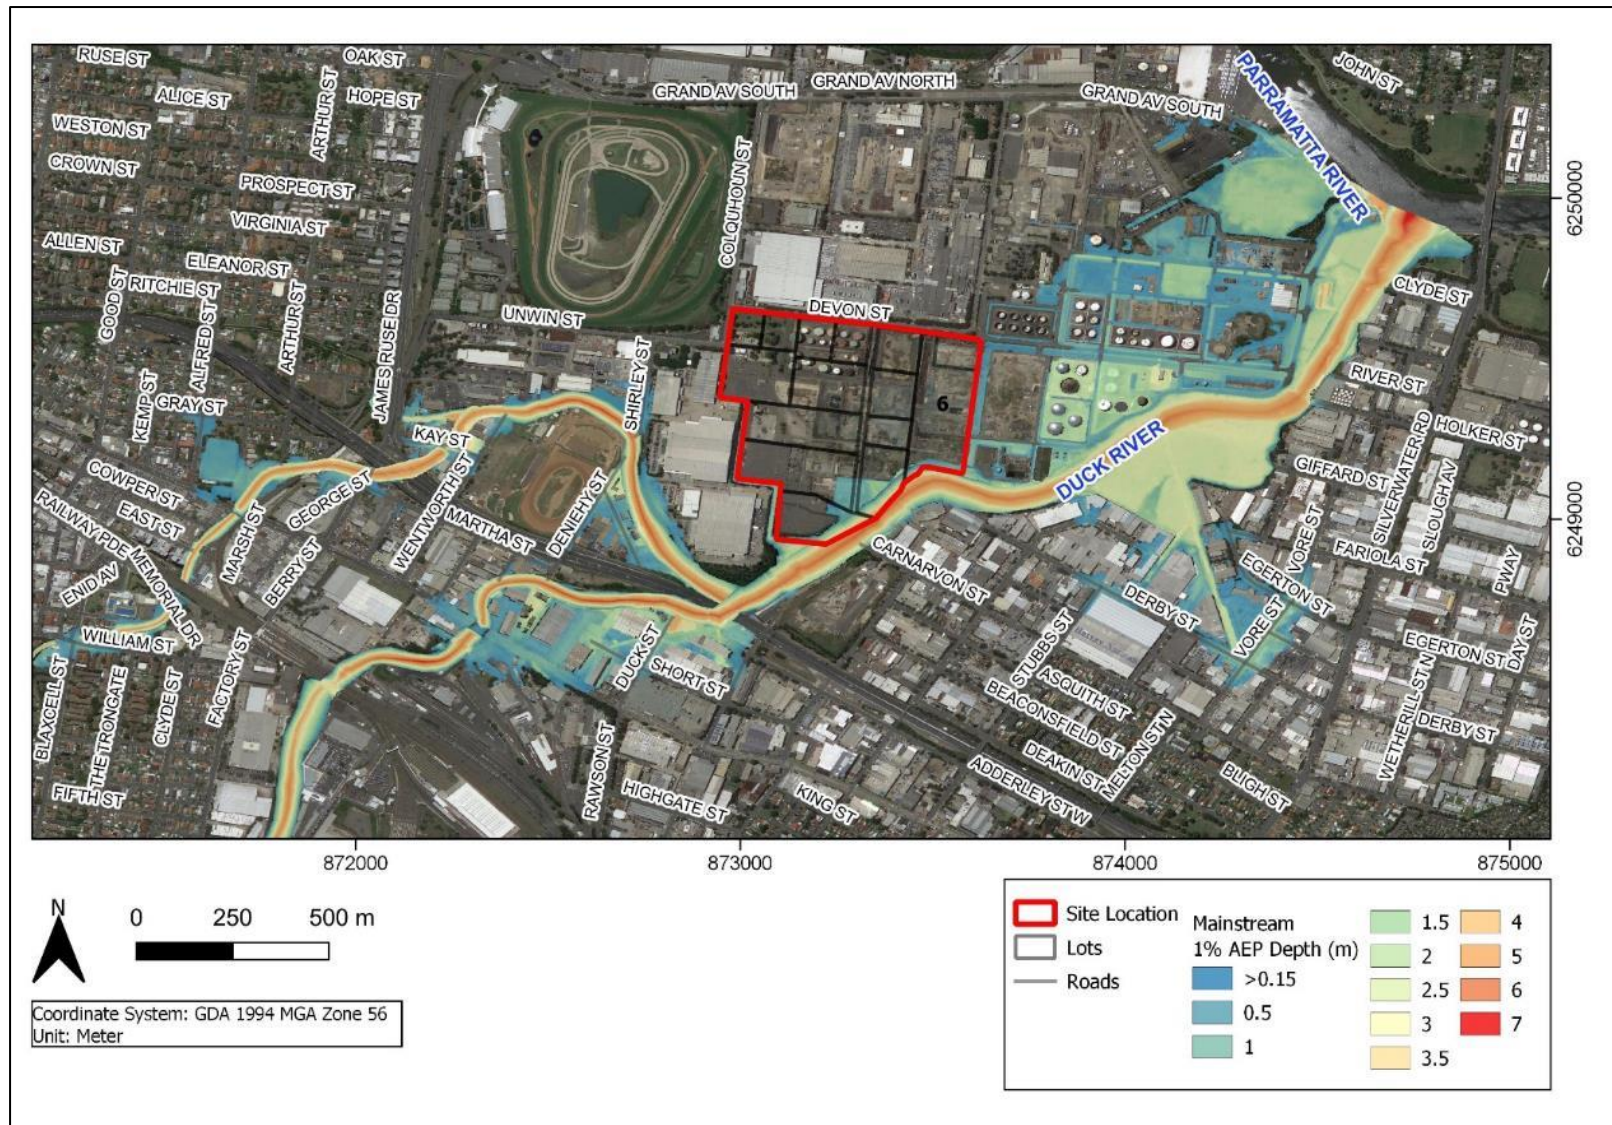 RUSE ST
OAK ST
ALICE ST
ARTHUR ST
HOPE ST
WESTON ST
CROWN ST
PROSPECT ST
VIRGINIA ST
ALLEN ST
ELEANOR ST
RITCHIE ST
GOOD ST
ALFRED ST
ARTHUR ST
JAMES RUSE DR
KEMP ST
GRAY ST
UNWIN ST
COLQUHOUN ST
GRAND AV SOUTH
GRAND AV NORTH
GRAND AV SOUTH
PARRAMATTA RIVER
JOHN ST
6250000
CLYDE ST
DEVON ST
SHIRLEY ST
6
RIVER ST
HOLKER ST
SILVERWATER RD
SLOUGH AV
GIFFARD ST
DUCK RIVER
KAY ST
WENTWORTH ST
GEORGE ST
COWPER ST
EAST ST
RAILWAY PDE
MEMORIAL DR
MARSH ST
BERRY ST
MARTHA ST
DENIEHY ST
6249000
VORE ST
FARIOLA ST
PWAY
EGERTON ST
CARNARVON ST
DERBY ST
ENID AV
WILLIAM ST
FACTORY ST
BLAXCELL ST
THE TRONGATE
CLYDE ST
FIFTH ST
DUCK ST
SHORT ST
STUBBS ST
ASQUITH ST
BEACONSFIELD ST
VORE ST
EGERTON ST
DAY ST
WETHERILL ST N
DERBY ST
DEAKIN ST
MELTON ST N
BLIGH ST
ADDERLEY ST W
RAWSON ST
HIGHGATE ST
KING ST
872000
873000
874000
875000
N
0
250
500 m
Coordinate System: GDA 1994 MGA Zone 56
Unit: Meter
Site Location
Lots
Roads
Mainstream
1% AEP Depth (m)
>0.15
0.5
1
1.5
2
2.5
3
3.5
4
5
6
7